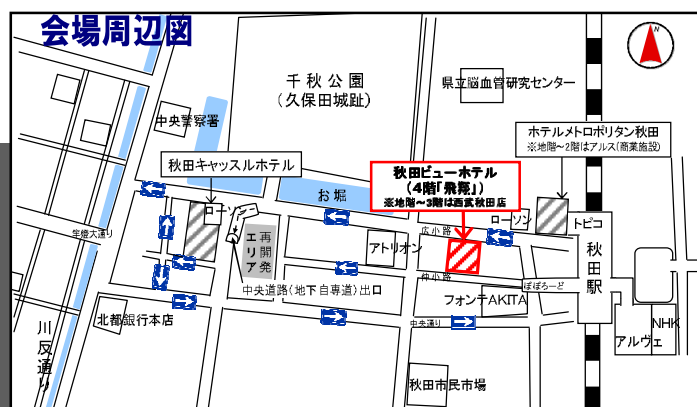 会場周辺図
N
千秋公園
（久保田城趾）
県立脳血管研究センター
中央警察署
ホテルメトロポリタン秋田
※地階～2階はアルス（商業施設）
秋田キャッスルホテル
秋田ビューホテル
（4階「飛翔」）
※地階～3階は西武秋田店
お堀
ローソン
ローソン
トピコ
竿燈大通り
広小路
再開発
エリア
アトリオン
秋田駅
仲小路
ぽぽろーど
中央道路（地下自専道）出口
フォンテAKITA
北都銀行本店
中央通り
川反通り
NHK
アルヴェ
秋田市民市場